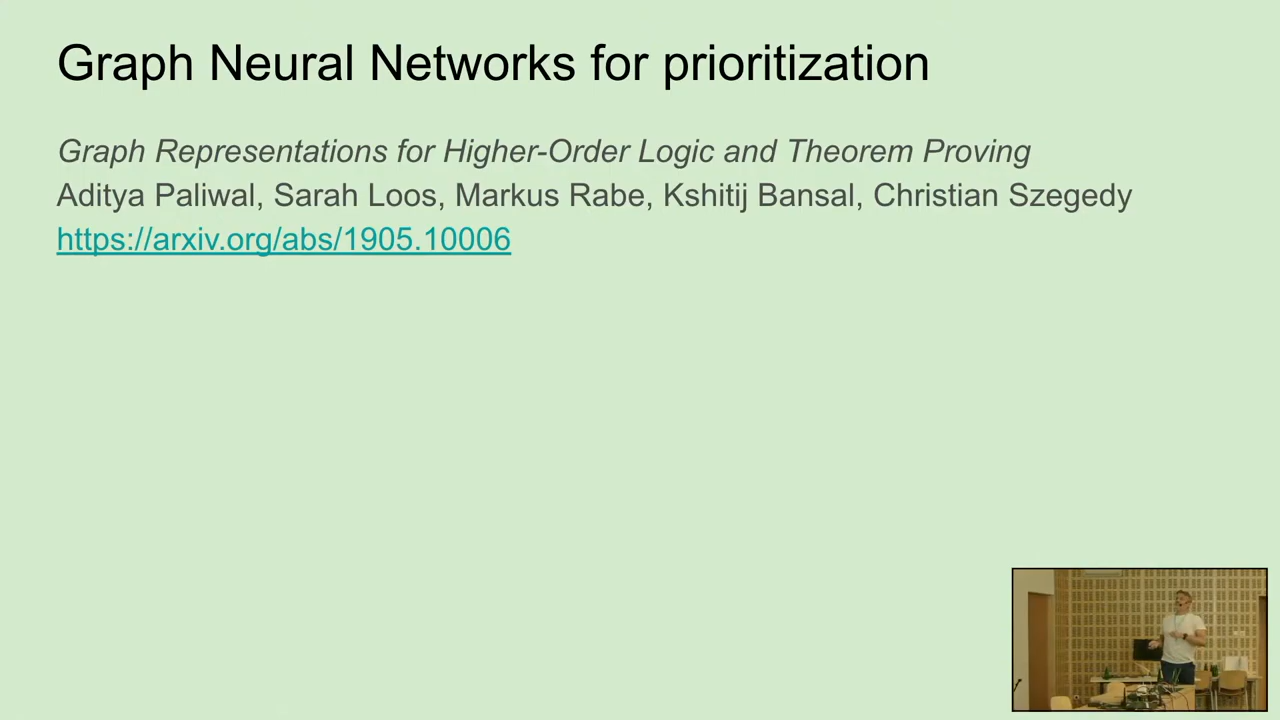 Graph Neural Networks for prioritization
Graph Representations for Higher-Order Logic and Theorem Proving
Aditya Paliwal, Sarah Loos, Markus Rabe, Kshitij Bansal, Christian Szegedy
https://arxiv.org/abs/1905.10006